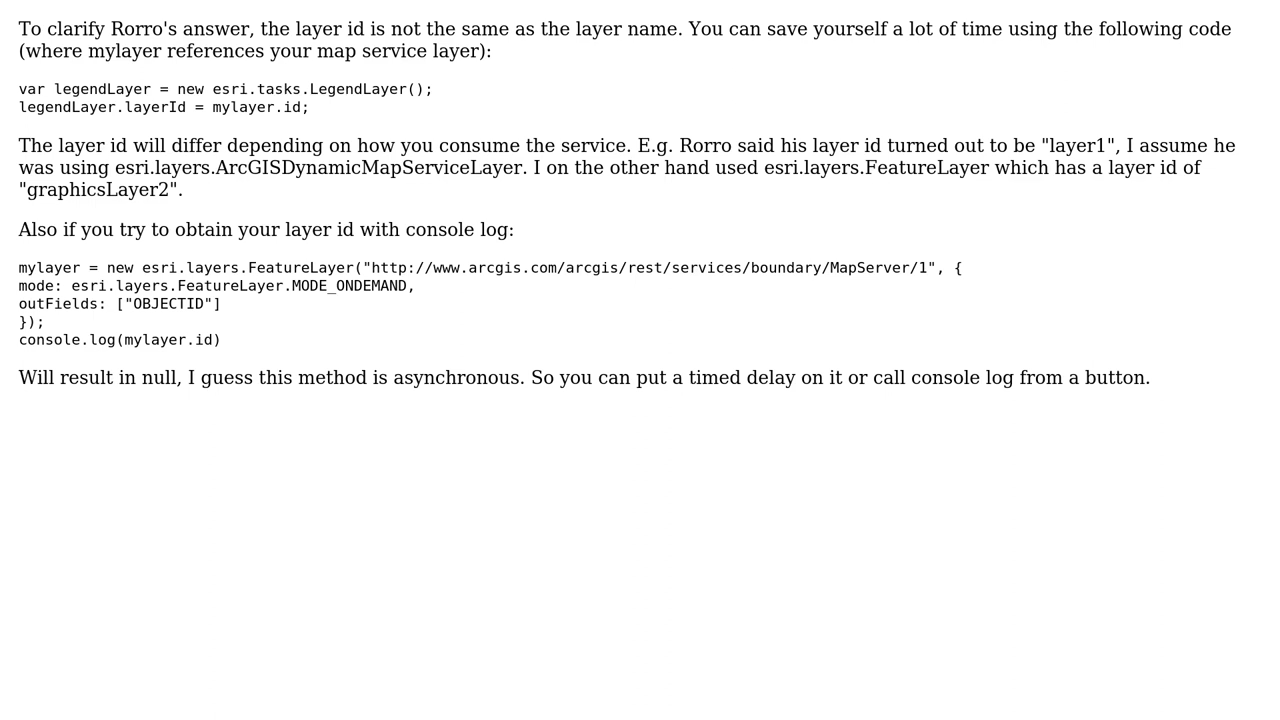 To clarify Rorro's answer, the layer id is not the same as the layer name. You can save yourself a lot of time using the following code
(where mylayer references your map service layer):
var legendLayer = new esri.tasks.LegendLayer();
legendLayer.layerId = mylayer.id;
The layer id will differ depending on how you consume the service. E.g. Rorro said his layer id turned out to be "layer1", I assume he
was using esri.layers.ArcGISDynamicMapServiceLayer. I on the other hand used esri.layers.FeatureLayer which has a layer id of
"graphicsLayer2".
Also if you try to obtain your layer id with console log:
mylayer = new esri.layers.FeatureLayer("http://www.arcgis.com/arcgis/rest/services/boundary/MapServer/1", {
mode: esri.layers.FeatureLayer.MODE_ONDEMAND,
outFields: ["OBJECTID"]
});
console.log(mylayer.id)
Will result in null, I guess this method is asynchronous. So you can put a timed delay on it or call console log from a button.